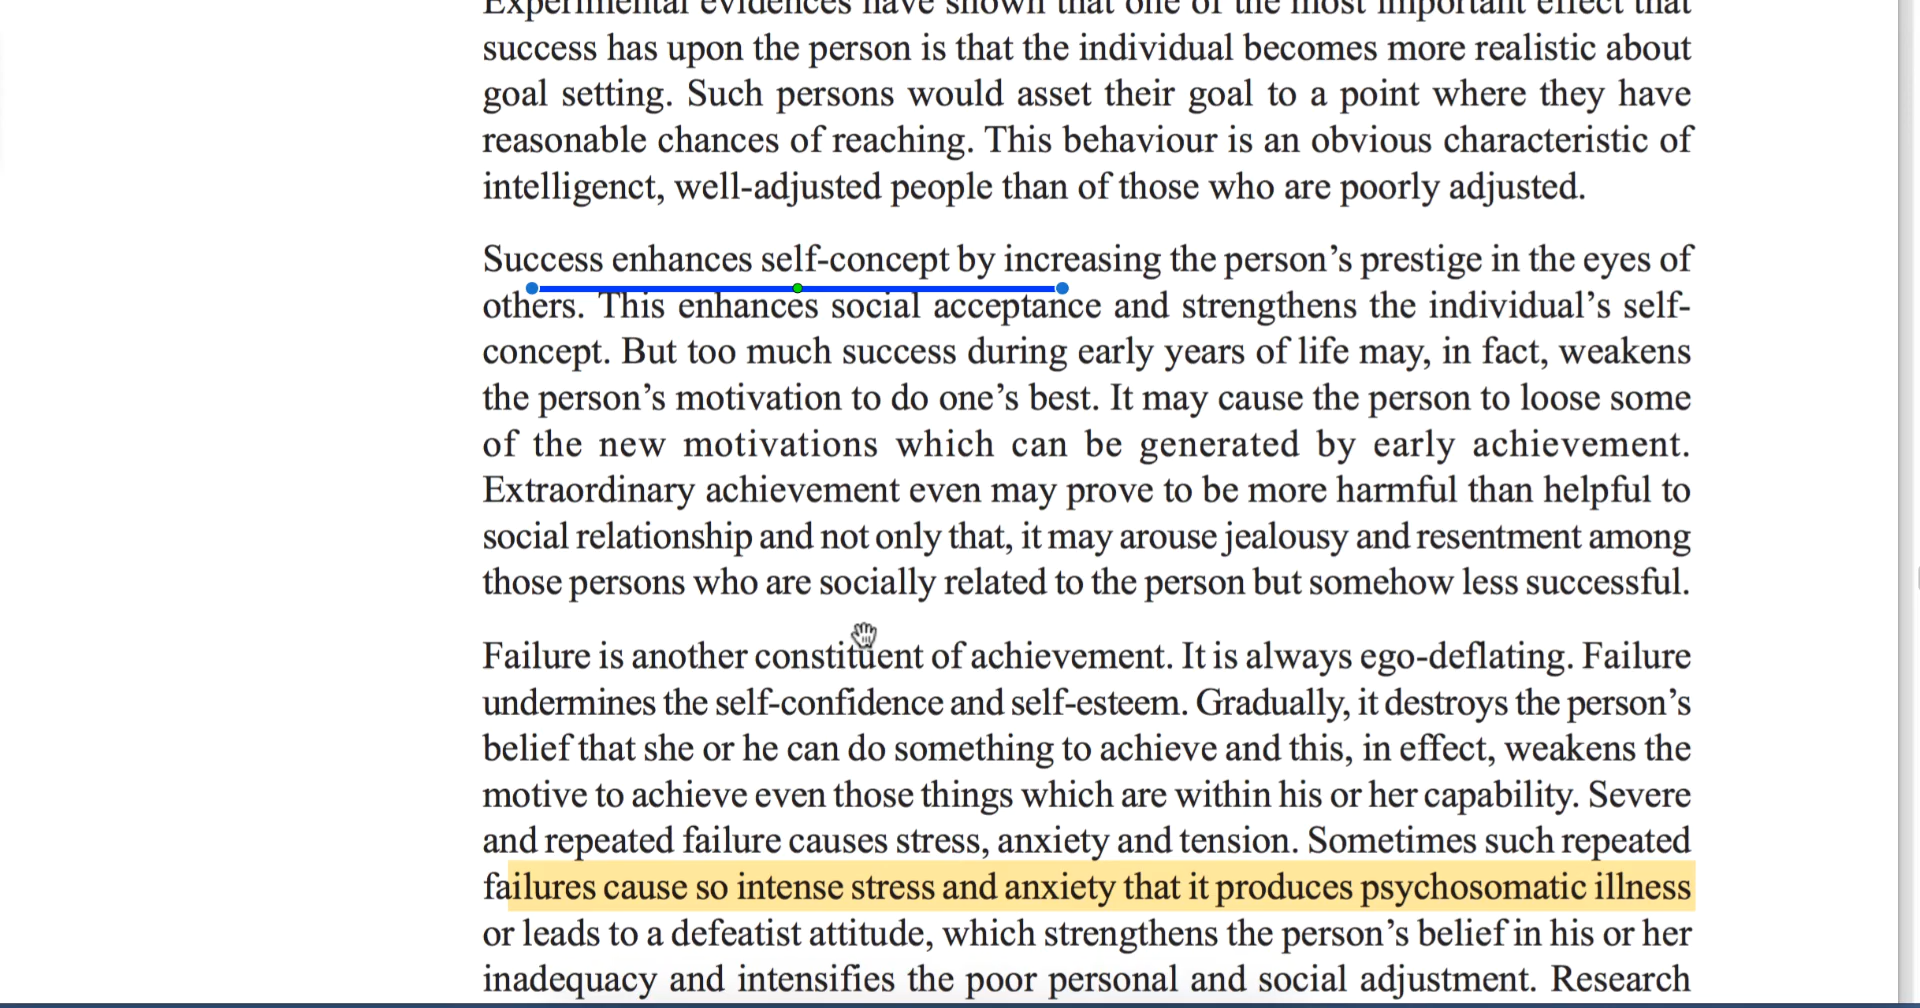 Experimental evidences have shown that one of the most important effect that
success has upon the person is that the individual becomes more realistic about
goal setting. Such persons would asset their goal to a point where they have
reasonable chances of reaching. This behaviour is an obvious characteristic of
intelligenct, well-adjusted people than of those who are poorly adjusted.
Success enhances self-concept by increasing the person’s prestige in the eyes of
others. This enhances social acceptance and strengthens the individual’s self-
concept. But too much success during early years of life may, in fact, weakens
the person’s motivation to do one’s best. It may cause the person to loose some
of the new motivations which can be generated by early achievement.
Extraordinary achievement even may prove to be more harmful than helpful to
social relationship and not only that, it may arouse jealousy and resentment among
those persons who are socially related to the person but somehow less successful.
Failure is another constituent of achievement. It is always ego-deflating. Failure
undermines the self-confidence and self-esteem. Gradually, it destroys the person’s
belief that she or he can do something to achieve and this, in effect, weakens the
motive to achieve even those things which are within his or her capability. Severe
and repeated failure causes stress, anxiety and tension. Sometimes such repeated
failures cause so intense stress and anxiety that it produces psychosomatic illness
or leads to a defeatist attitude, which strengthens the person’s belief in his or her
inadequacy and intensifies the poor personal and social adjustment. Research